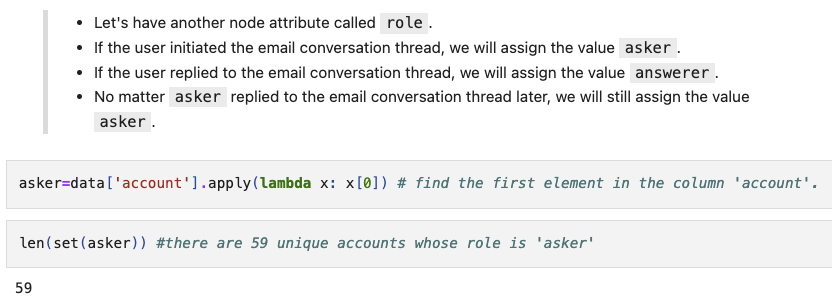 • Let's have another node attribute called role.
• If the user initiated the email conversation thread, we will assign the value asker.
• If the user replied to the email conversation thread, we will assign the value answerer.
• No matter asker replied to the email conversation thread later, we will still assign the value
asker.
asker=data['account'].apply(lambda x: x[0]) # find the first element in the column 'account'.
len(set(asker)) #there are 59 unique accounts whose role is 'asker'
59